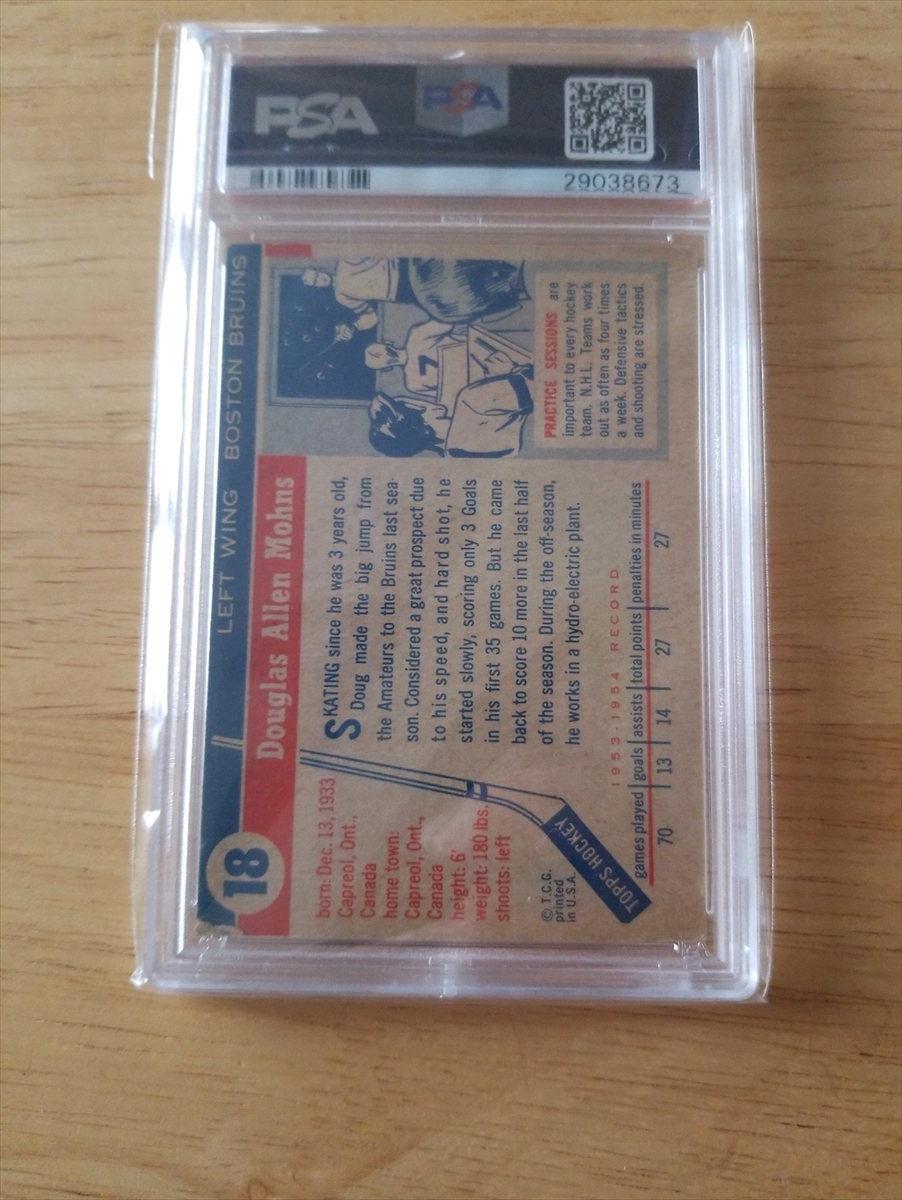 PSA
PSA
29038673
18
LEFT WING BOSTON BRUINS
Douglas Allen Mohns
born: Dec. 13, 1933
Capreol, Ont.,
Canada
home town:
Capreol, Ont.,
Canada
height: 6'
weight: 180 lbs.
shoots: left
© T.C.G.
printed
in U.S.A.
TOPPS HOCKEY
SKATING since he was 3 years old,
Doug made the big jump from
the Amateurs to the Bruins last sea-
son. Considered a great prospect due
to his speed, and hard shot, he
started slowly, scoring only 3 Goals
in his first 35 games. But he came
back to score 10 more in the last half
of the season. During the off-season,
he works in a hydro-electric plant.
7
PRACTICE SESSIONS are
important to every hockey
team. N.H.L. Teams work
out as often as four times
a week. Defensive tactics
and shooting are stressed.
1953-1954 RECORD
games played goals assists total points penalties in minutes
70 13 14 27 27